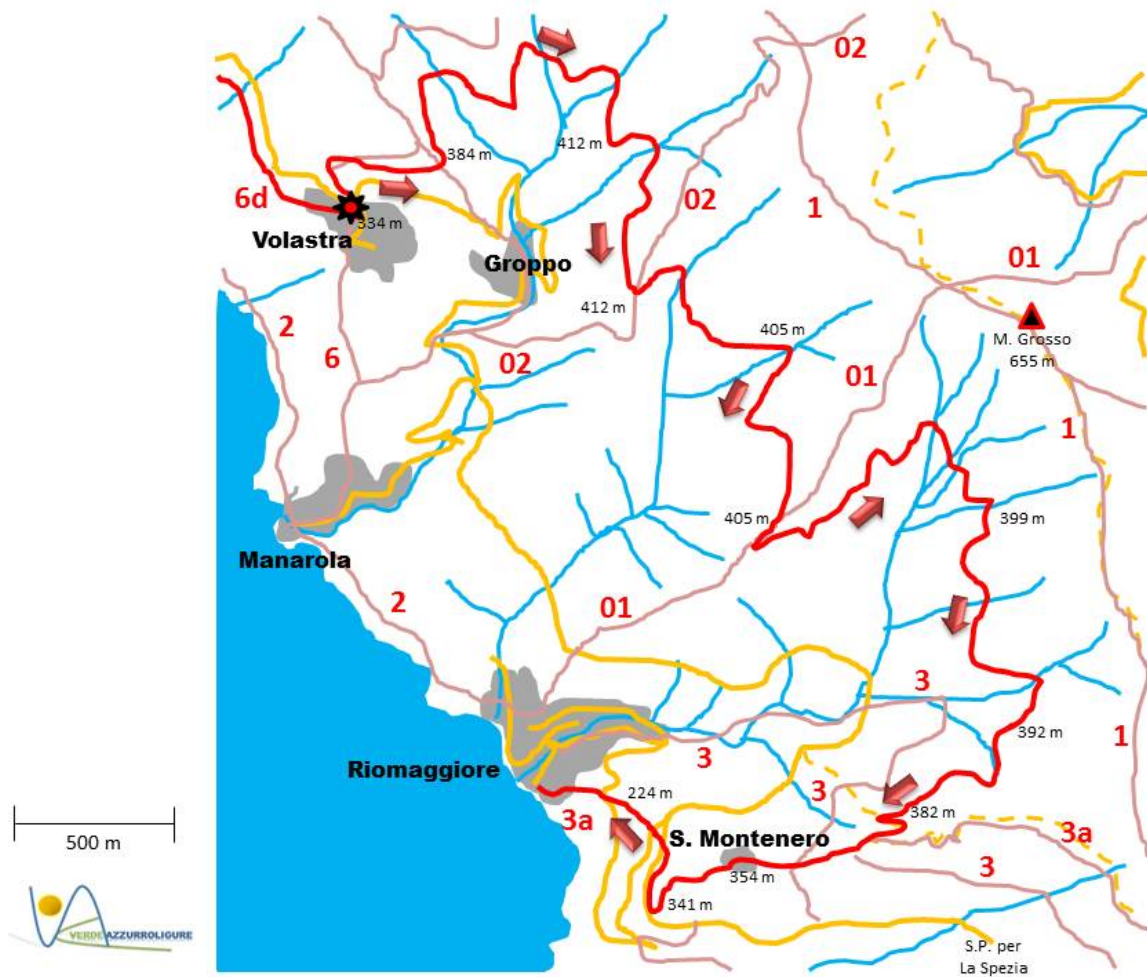 02
384 m
412 m
6d
334 m
02
1
Volastra
Groppo
01
2
412 m
405 m
M. Grosso
655 m
6
02
01
1
405 m
399 m
Manarola
2
01
3
392 m
1
Riomaggiore
3
224 m
3
3a
382 m
500 m
S. Montenero
3a
354 m
3
341 m
VERDEAZZURROLIGURE
S.P. per
La Spezia